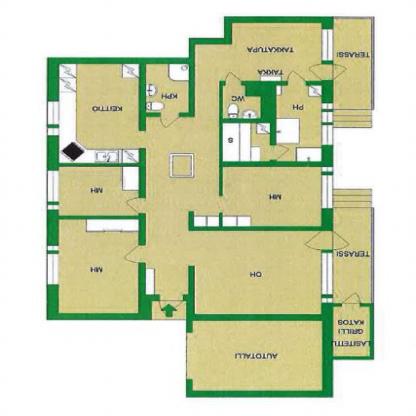 TAKKATUPA
TERASSI
TAKKA
KEITTIÖ
KPH
WC
PH
S
MH
MH
MH
OH
TERASSI
LASITETTU
GRILLI
KATOS
AUTOTALLI